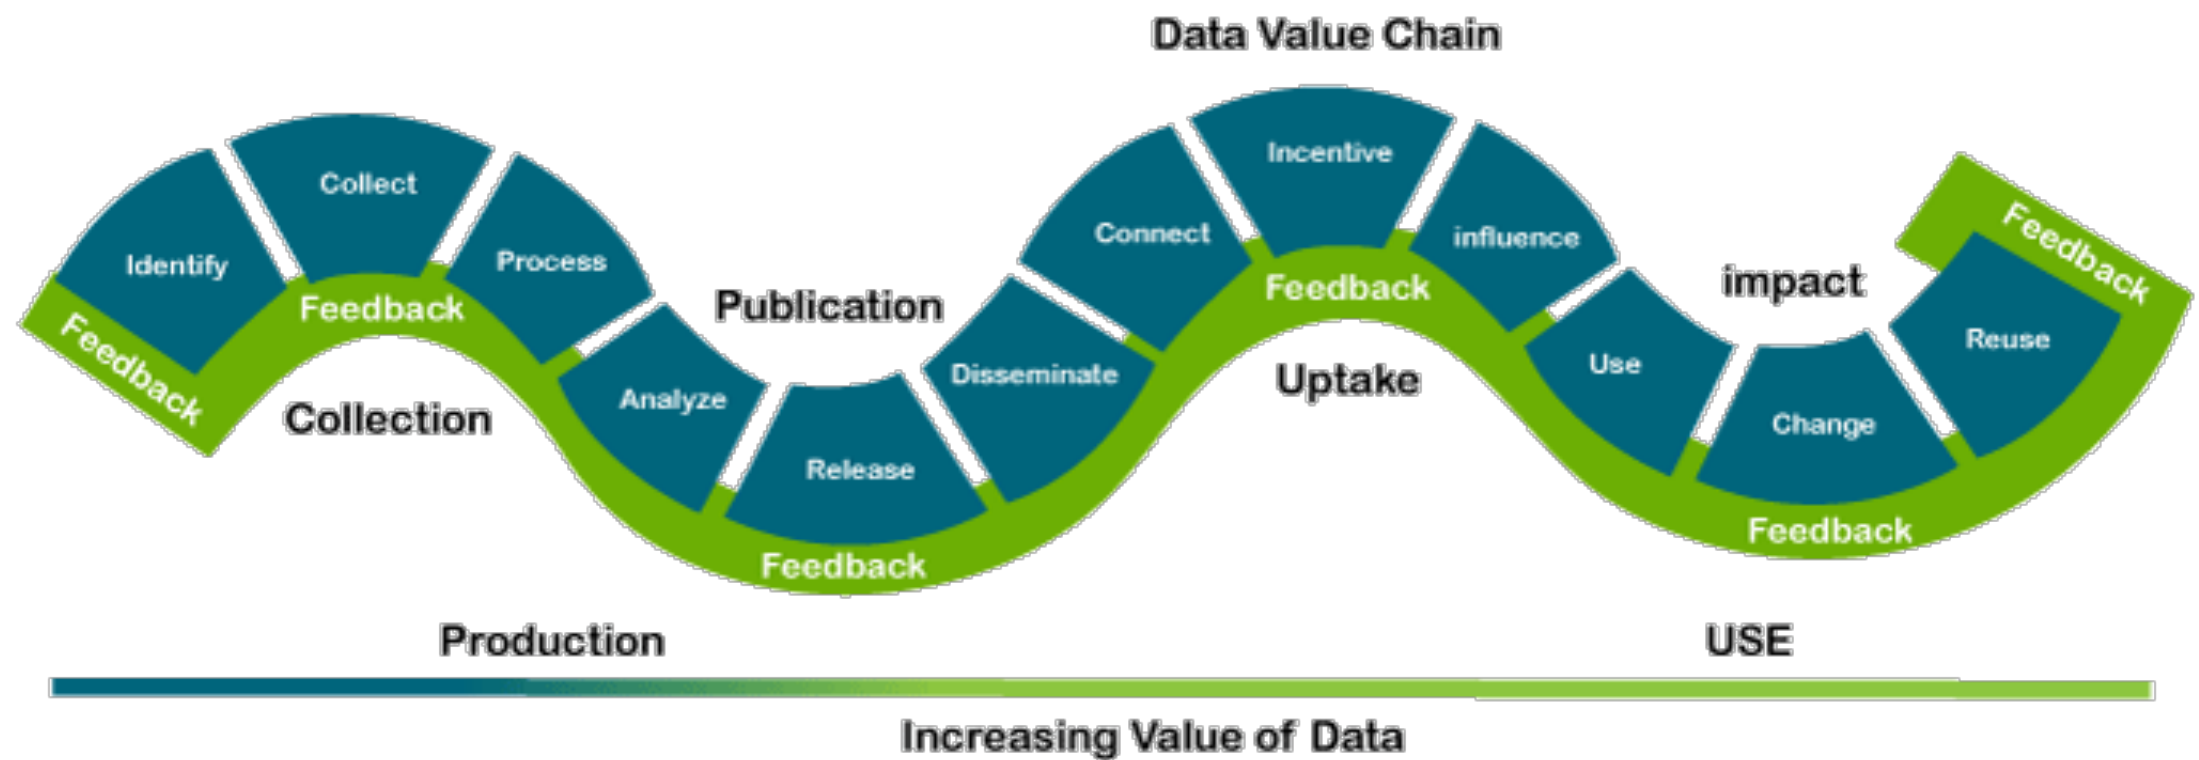 Data Value Chain
Identify
Collect
Process
Feedback
Feedback
Collection
Analyze
Release
Disseminate
Publication
Feedback
Connect
Incentive
influence
Feedback
Uptake
Use
Change
Reuse
impact
Feedback
Feedback
Production
USE
Increasing Value of Data